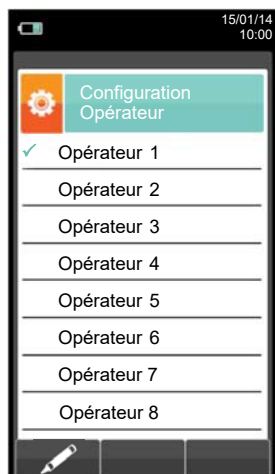 15/01/14
10:00
Configuration
Opérateur
✓ Opérateur 1
Opérateur 2
Opérateur 3
Opérateur 4
Opérateur 5
Opérateur 6
Opérateur 7
Opérateur 8